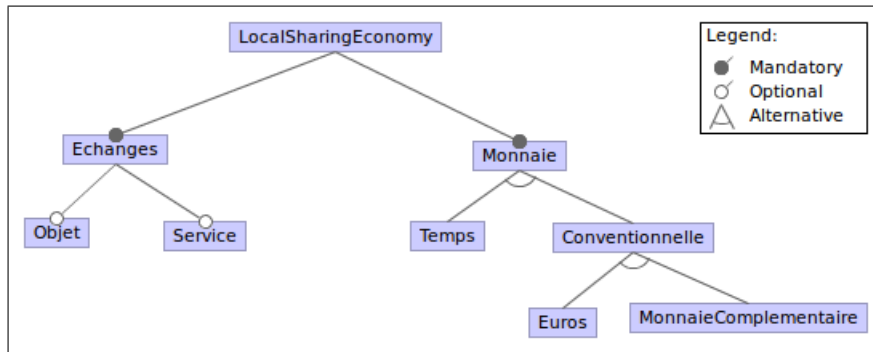 LocalSharingEconomy
Legend:
Mandatory
Optional
Alternative
Echanges
Monnaie
Objet
Service
Temps
Conventionnelle
Euros
MonnaieComplementaire